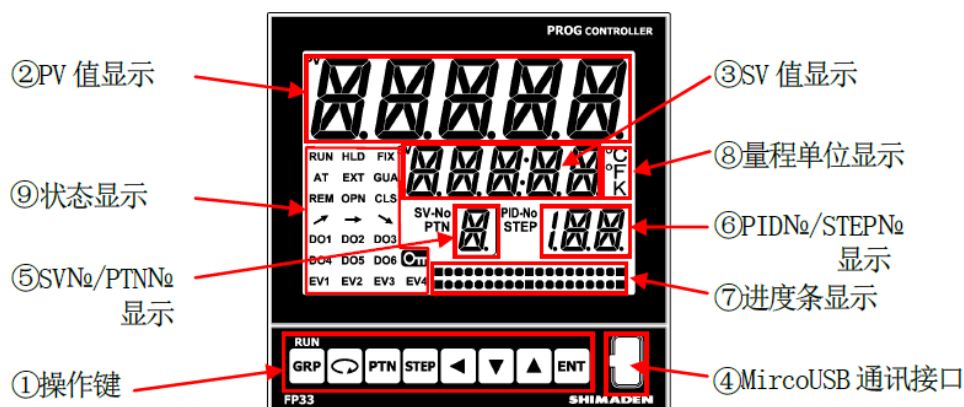 PROG CONTROLLER
②PV 值显示
PV
③SV 值显示
SV
RUN HLD FIX
AT EXT GUA
REM OPN CLS
DO1 DO2 DO3
DO4 DO5 DO6
EV1 EV2 EV3 EV4
℃
℉
K
SV-No
PTN
PID-No
STEP
⑧量程单位显示
⑨状态显示
⑥PID№/STEP№
显示
⑤SV№/PTN№
显示
⑦进度条显示
RUN
GRP PTN STEP ENT
①操作键
④MircoUSB 通讯接口
FP33
SHIMADEN